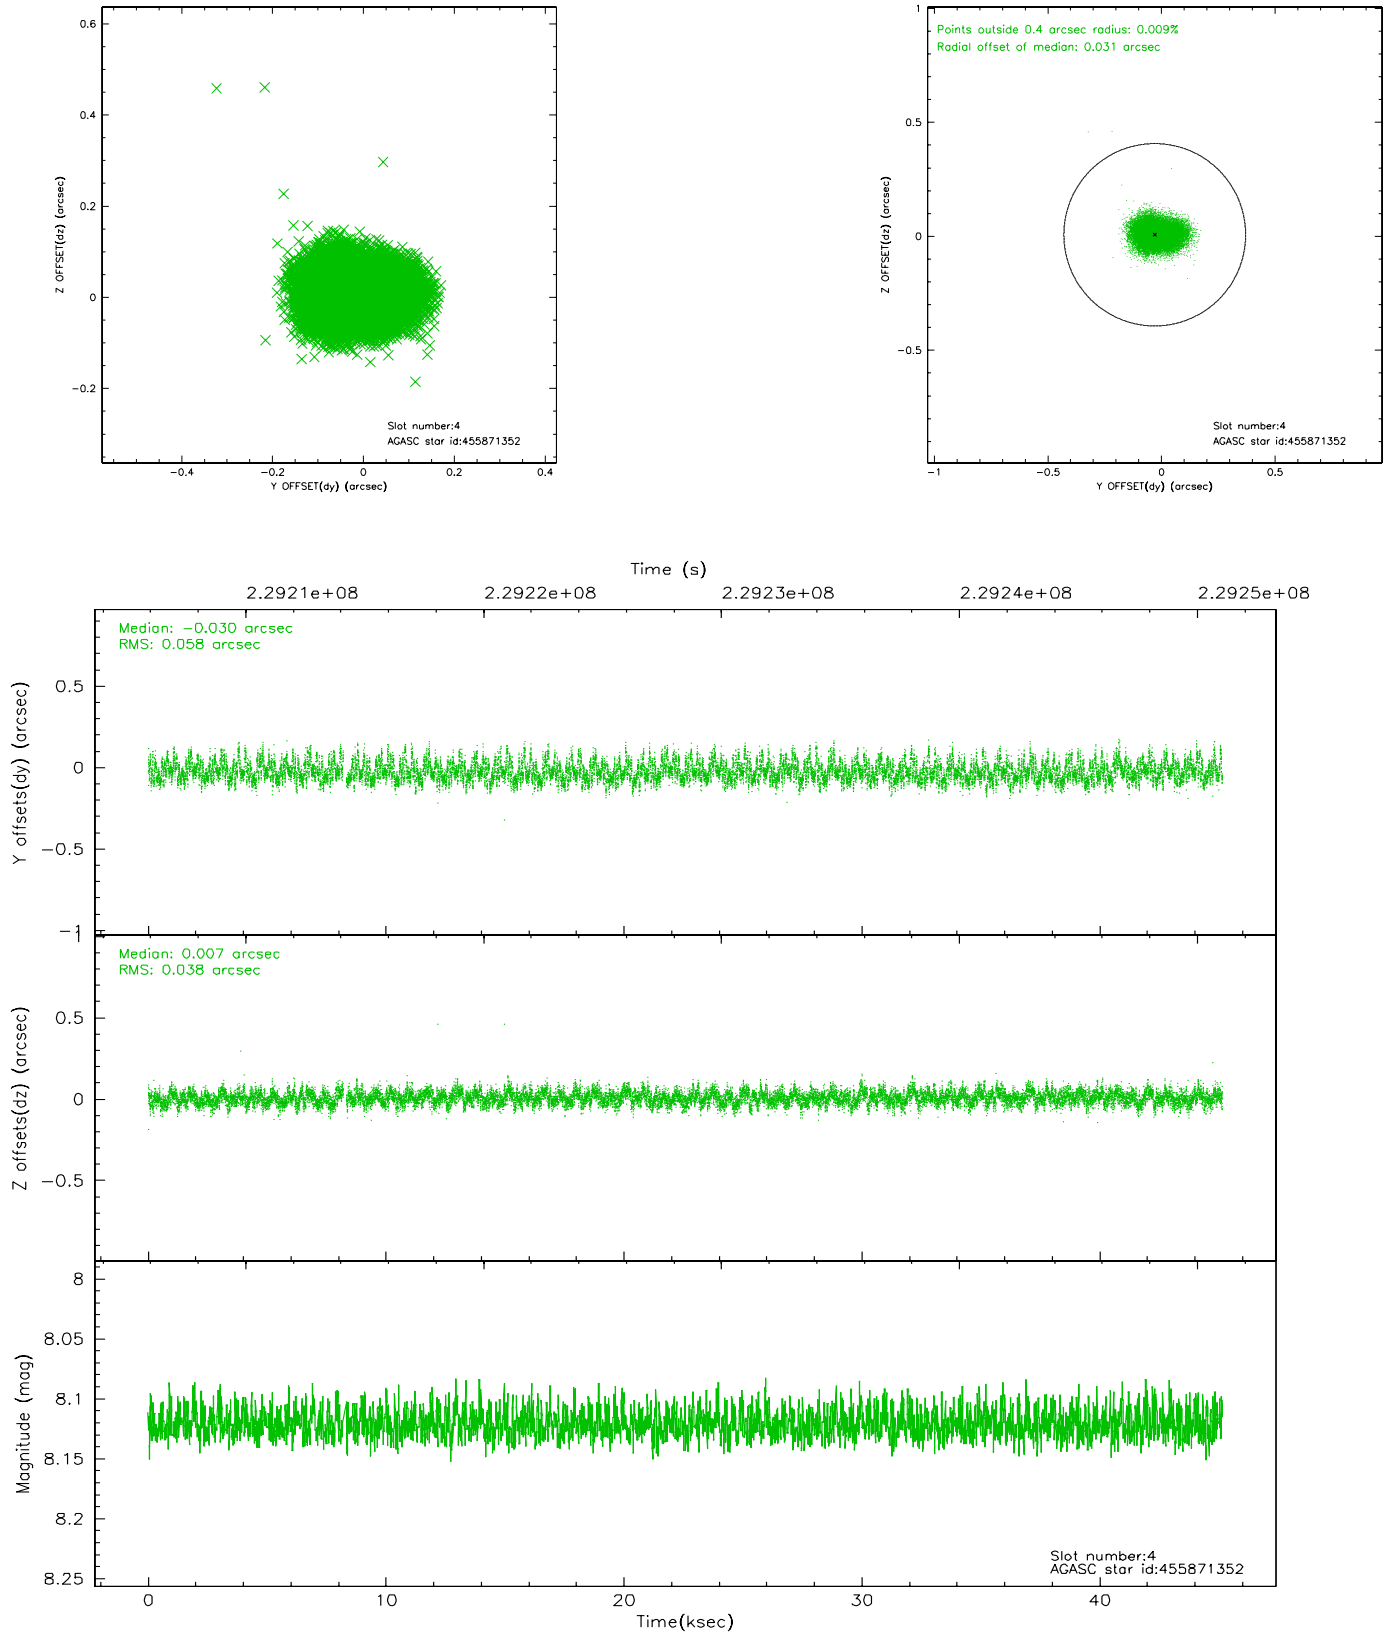 0.6
0.4
0.2
0
−0.2
Z OFFSET(dz) (arcsec)
−0.4
−0.2
0
0.2
0.4
Y OFFSET(dy) (arcsec)
Slot number:4
AGASC star id:455871352
Points outside 0.4 arcsec radius: 0.009%
Radial offset of median: 0.031 arcsec
1
0.5
0
−0.5
Z OFFSET(dz) (arcsec)
−1
−0.5
0
0.5
Y OFFSET(dy) (arcsec)
Slot number:4
AGASC star id:455871352
Time (s)
2.2921e+08
2.2922e+08
2.2923e+08
2.2924e+08
2.2925e+08
Median: −0.030 arcsec
RMS: 0.058 arcsec
0.5
0
−0.5
−1
Y offsets(dy) (arcsec)
Median: 0.007 arcsec
RMS: 0.038 arcsec
1
0.5
0
−0.5
Z offsets(dz) (arcsec)
8
8.05
8.1
8.15
8.2
8.25
Magnitude (mag)
Slot number:4
AGASC star id:455871352
0
10
20
30
40
Time(ksec)